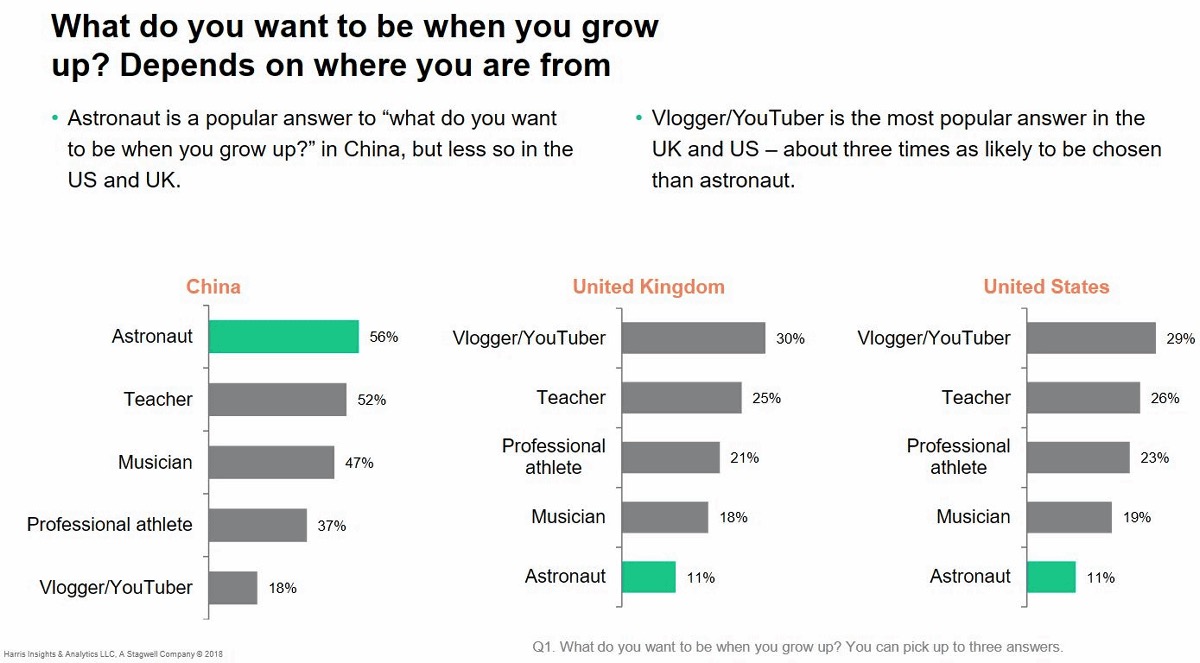 What do you want to be when you grow
up? Depends on where you are from
• Astronaut is a popular answer to “what do you want
to be when you grow up?” in China, but less so in the
US and UK.
• Vlogger/YouTuber is the most popular answer in the
UK and US – about three times as likely to be chosen
than astronaut.
China
Astronaut 56%
Teacher 52%
Musician 47%
Professional athlete 37%
Vlogger/YouTuber 18%
United Kingdom
Vlogger/YouTuber 30%
Teacher 25%
Professional
athlete 21%
Musician 18%
Astronaut 11%
United States
Vlogger/YouTuber 29%
Teacher 26%
Professional
athlete 23%
Musician 19%
Astronaut 11%
Harris Insights & Analytics LLC, A Stagwell Company © 2018
Q1. What do you want to be when you grow up? You can pick up to three answers.